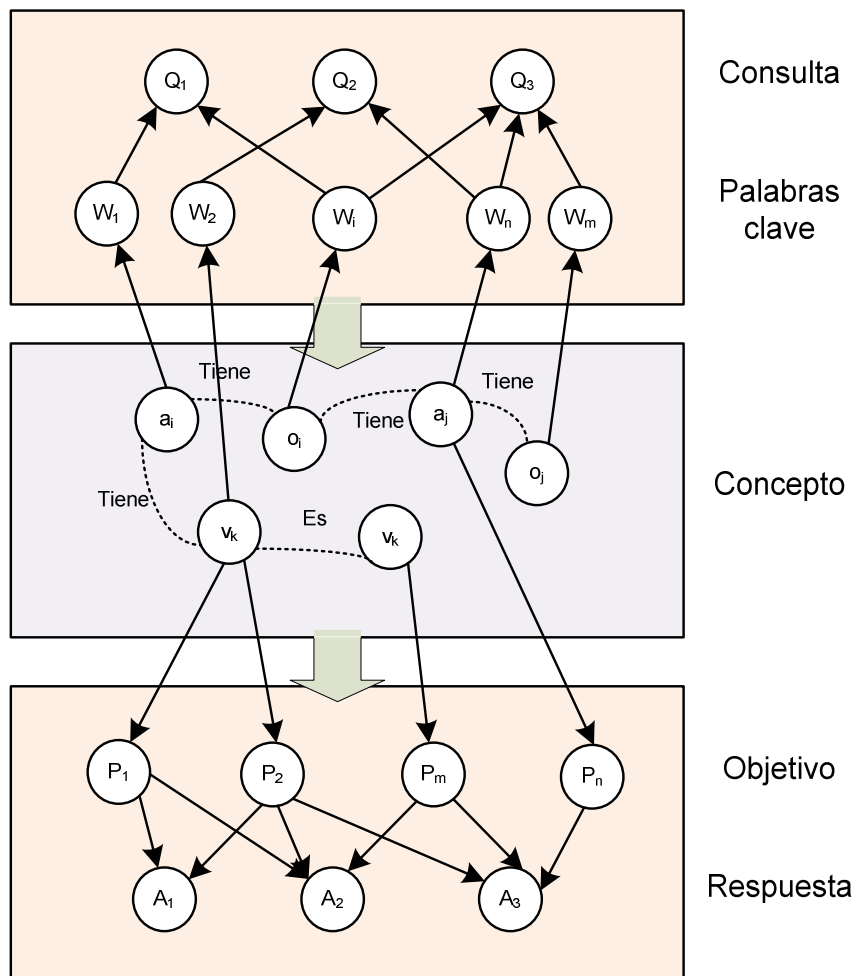 Q₁ Q₂ Q₃ Consulta
W₁ W₂ Wᵢ Wₙ Wₘ Palabras
clave
Tiene Tiene
aᵢ oᵢ Tiene aⱼ oⱼ
Concepto
Tiene vₖ Es vₖ
P₁ P₂ Pₘ Pₙ Objetivo
A₁ A₂ A₃ Respuesta